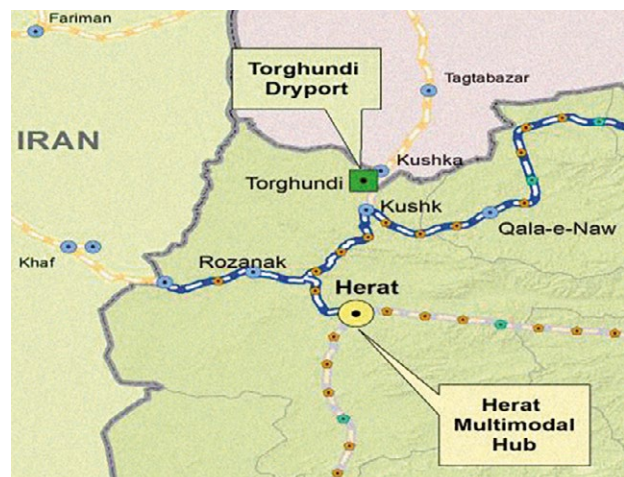 Fariman
Torghundi
Dryport
Tagtabazar
IRAN
Kushka
Torghundi
Kushk
Qala-e-Naw
Khaf
Rozanak
Herat
Herat
Multimodal
Hub